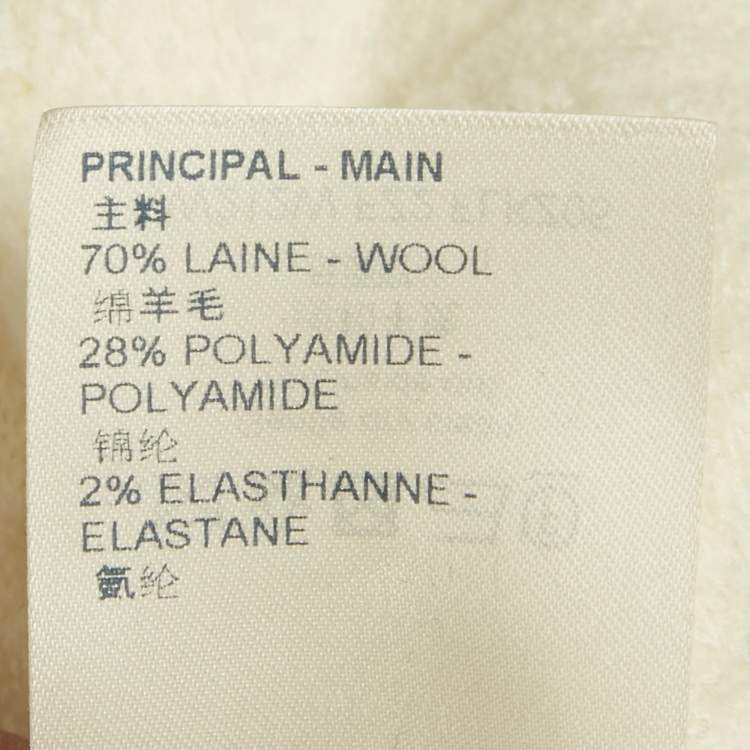 PRINCIPAL - MAIN
主料
70% LAINE - WOOL
绵羊毛
28% POLYAMIDE -
POLYAMIDE
锦纶
2% ELASTHANNE -
ELASTANE
氨纶